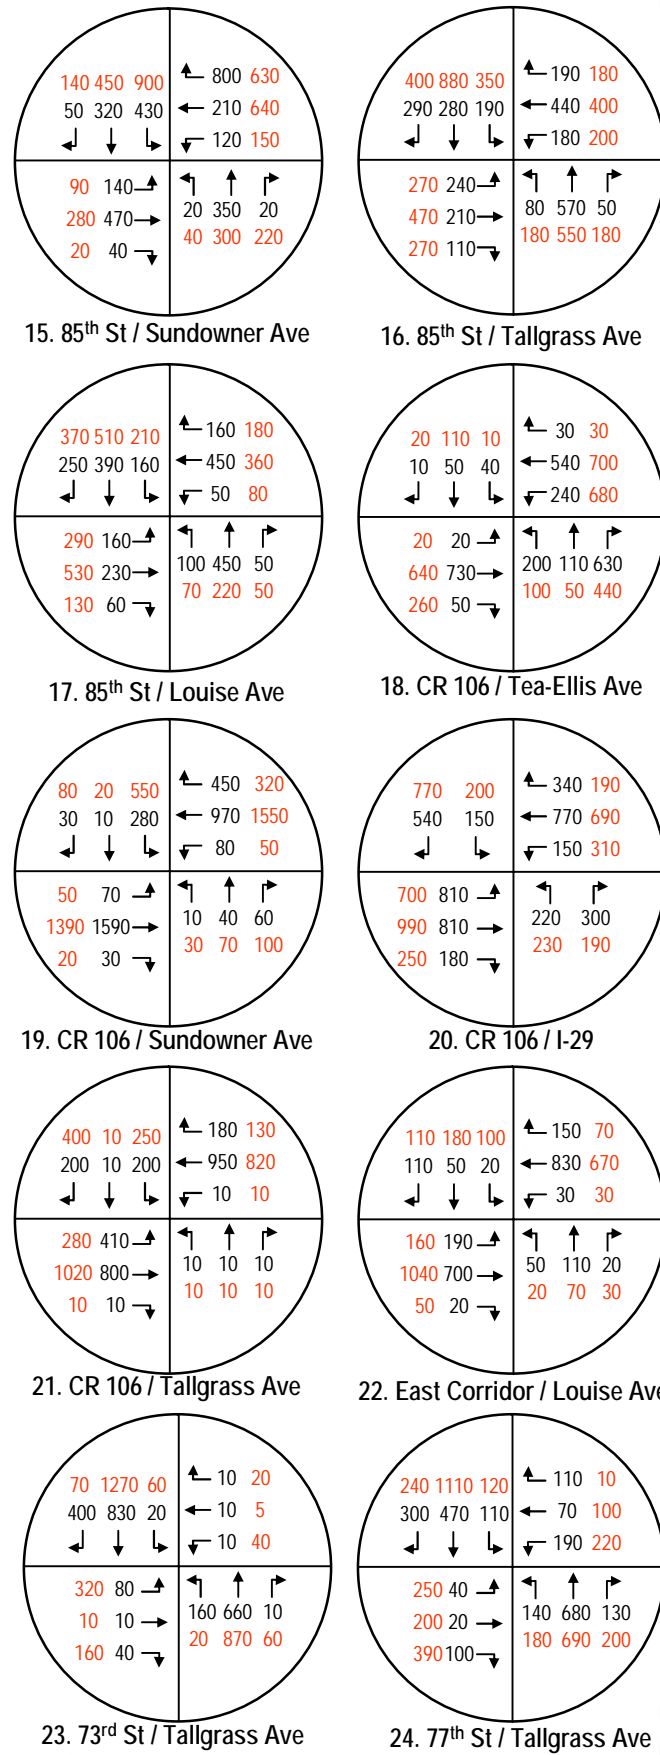 140 450 900 800 630
50 320 430 210 640
120 150
90 140
280 470 20 350 20
20 40 40 300 220
15. 85th St / Sundowner Ave
400 880 350 190 180
290 280 190 440 400
180 200
270 240
470 210 80 570 50
270 110 180 550 180
16. 85th St / Tallgrass Ave
370 510 210 160 180
250 390 160 450 360
50 80
290 160
530 230 100 450 50
130 60 70 220 50
17. 85th St / Louise Ave
20 110 10 30 30
10 50 40 540 700
240 680
20 20
640 730 200 110 630
260 50 100 50 440
18. CR 106 / Tea-Ellis Ave
80 20 550 450 320
30 10 280 970 1550
80 50
50 70
1390 1590 10 40 60
20 30 30 70 100
19. CR 106 / Sundowner Ave
770 200 340 190
540 150 770 690
150 310
700 810
990 810 220 300
250 180 230 190
20. CR 106 / I-29
400 10 250 180 130
200 10 200 950 820
10 10
280 410
1020 800 10 10 10
10 10 10 10 10
21. CR 106 / Tallgrass Ave
110 180 100 150 70
110 50 20 830 670
30 30
160 190
1040 700 50 110 20
50 20 20 70 30
22. East Corridor / Louise Ave
70 1270 60 10 20
400 830 20 10 5
10 40
320 80
10 10 160 660 10
160 40 20 870 60
23. 73rd St / Tallgrass Ave
240 1110 120 110 10
300 470 110 70 100
190 220
250 40
200 20 140 680 130
390 100 180 690 200
24. 77th St / Tallgrass Ave